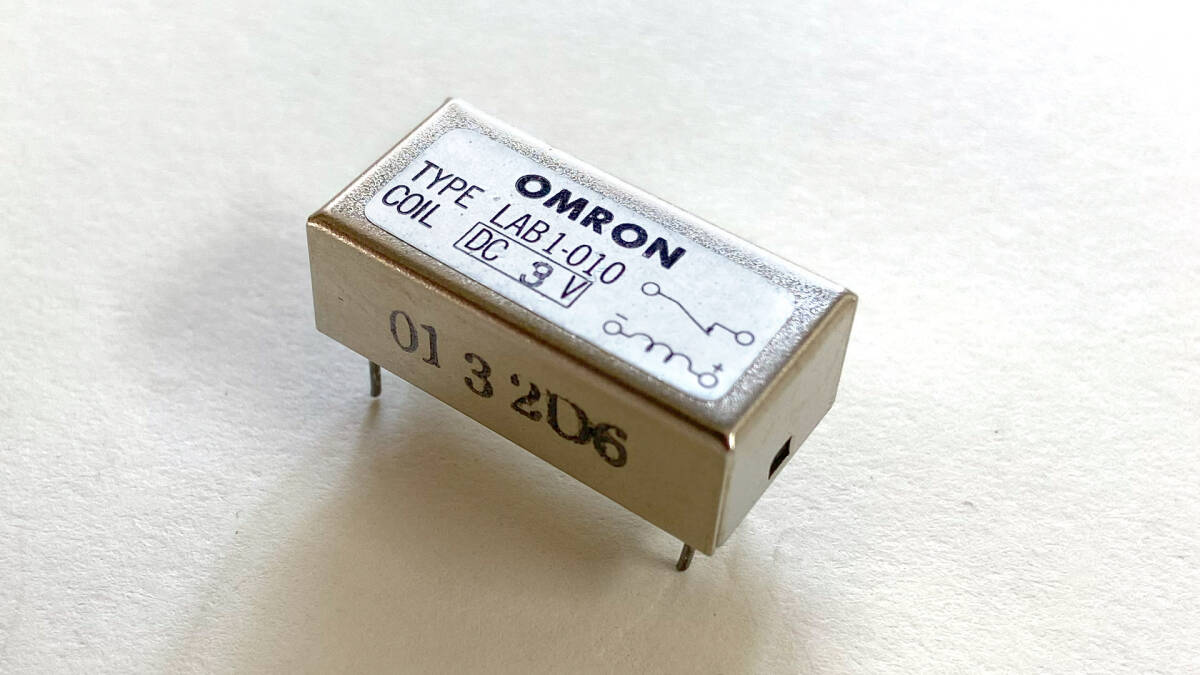 OMRON
TYPE LAB1-010
COIL DC 3 V
- +
01 3 2D6